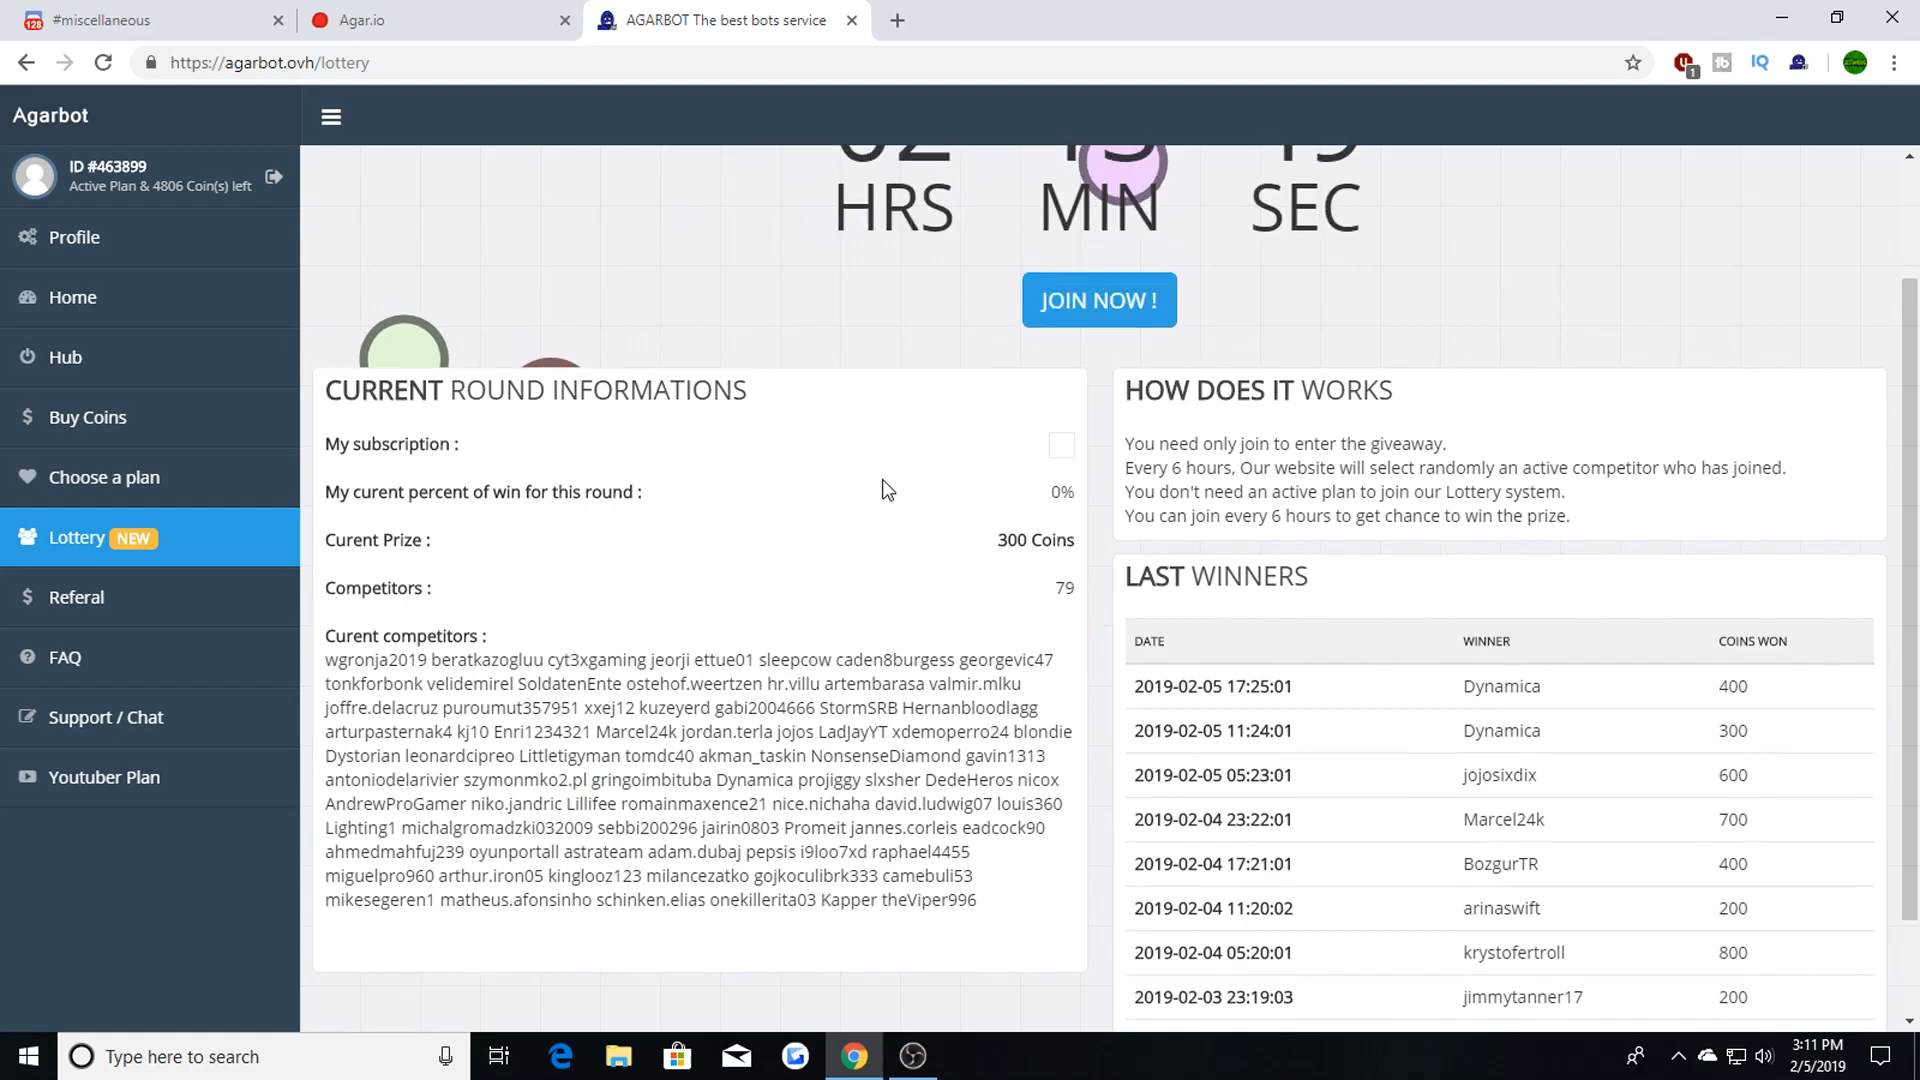 128 #miscellaneous
Agar.io
AGARBOT The best bots service
https://agarbot.ovh/lottery
1
IQ
Agarbot
ID #463899
Active Plan & 4806 Coin(s) left
Profile
Home
Hub
Buy Coins
Choose a plan
Lottery NEW
Referal
FAQ
Support / Chat
Youtuber Plan
HRS MIN SEC
JOIN NOW !
CURRENT ROUND INFORMATIONS
My subscription :
My curent percent of win for this round : 0%
Curent Prize : 300 Coins
Competitors : 79
Curent competitors :
wgronja2019 beratkazogluu cyt3xgaming jeorji ettue01 sleepcow caden8burgess georgevic47
tonkforbonk velidemirel SoldatenEnte ostehof.weertzen hr.villu artembarasa valmir.mlku
joffre.delacruz puroumut357951 xxej12 kuzeyerd gabi2004666 StormSRB Hernanbloodlagg
arturpasternak4 kj10 Enri1234321 Marcel24k jordan.terla jojos LadJayYT xdemoperro24 blondie
Dystorian leonardcipreo Littletigyman tomdc40 akman_taskin NonsenseDiamond gavin1313
antoniodelarivier szymonmko2.pl gringoimbituba Dynamica projiggy slxsher DedeHeros nicox
AndrewProGamer niko.jandric Lillifee romainmaxence21 nice.nichaha david.ludwig07 louis360
Lighting1 michalgromadzki032009 sebbi200296 jairin0803 Promeit jannes.corleis eadcock90
ahmedmahfuj239 oyunportall astrateam adam.dubaj pepsis i9loo7xd raphael4455
miguelpro960 arthur.iron05 kinglooz123 milancezatko gojkoculibrk333 camebuli53
mikesegeren1 matheus.afonsinho schinken.elias onekillerita03 Kapper theViper996
HOW DOES IT WORKS
You need only join to enter the giveaway.
Every 6 hours, Our website will select randomly an active competitor who has joined.
You don't need an active plan to join our Lottery system.
You can join every 6 hours to get chance to win the prize.
LAST WINNERS
DATE WINNER COINS WON
2019-02-05 17:25:01 Dynamica 400
2019-02-05 11:24:01 Dynamica 300
2019-02-05 05:23:01 jojosixdix 600
2019-02-04 23:22:01 Marcel24k 700
2019-02-04 17:21:01 BozgurTR 400
2019-02-04 11:20:02 arinaswift 200
2019-02-04 05:20:01 krystofertroll 800
2019-02-03 23:19:03 jimmytanner17 200
Type here to search
3:11 PM
2/5/2019